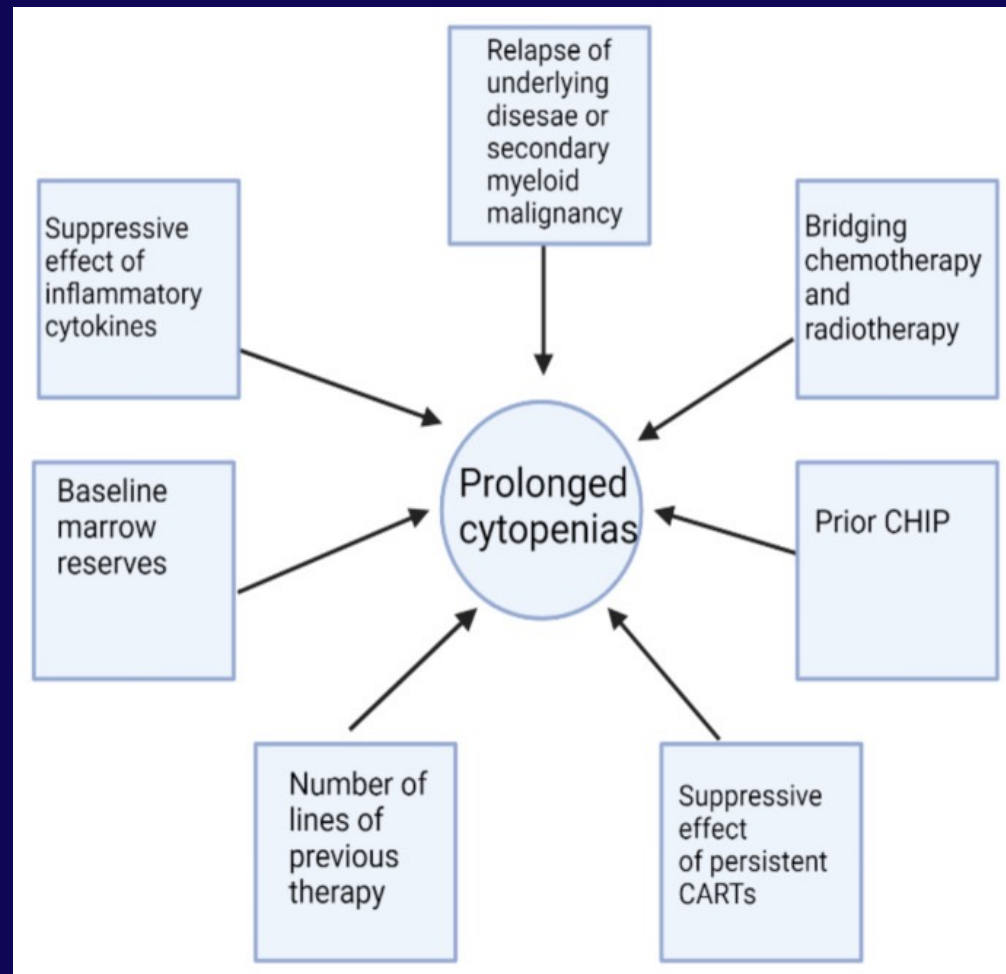 Relapse of
underlying
disesae or
secondary
myeloid
malignancy
Suppressive
effect of
inflammatory
cytokines
Bridging
chemotherapy
and
radiotherapy
Prolonged
cytopenias
Baseline
marrow
reserves
Prior CHIP
Number of
lines of
previous
therapy
Suppressive
effect
of persistent
CARTs